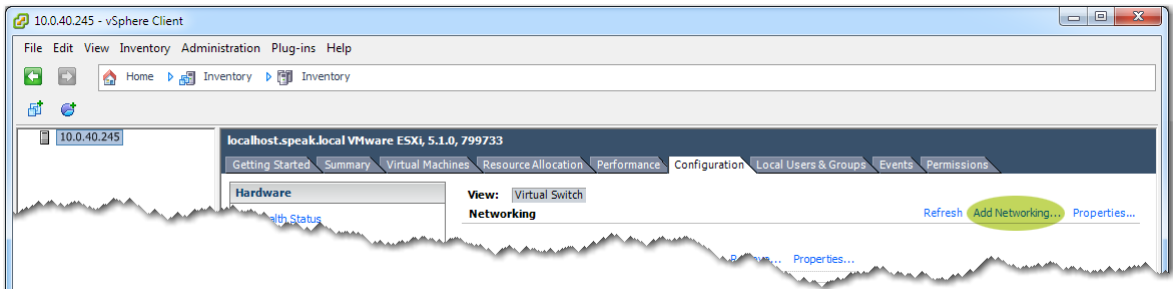 10.0.40.245 - vSphere Client
File Edit View Inventory Administration Plug-ins Help
Home Inventory Inventory
10.0.40.245
localhost.speak.local VMware ESXi, 5.1.0, 799733
Getting Started Summary Virtual Machines Resource Allocation Performance Configuration Local Users & Groups Events Permissions
Hardware
View: Virtual Switch
Status
Networking
Refresh Add Networking... Properties...
Properties...